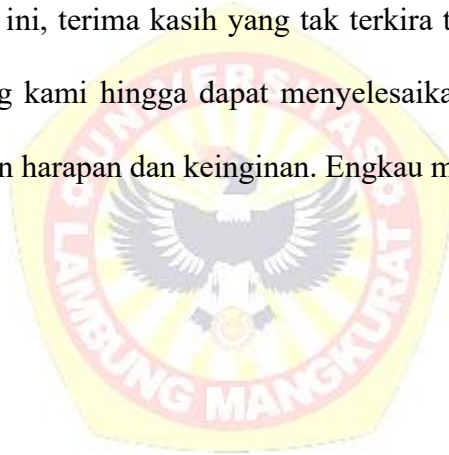 ini, terima kasih yang tak terkira t
g kami hingga dapat menyelesaika
n harapan dan keinginan. Engkau m
UNIVERSITAS
LAMBUNG MANGKURAT